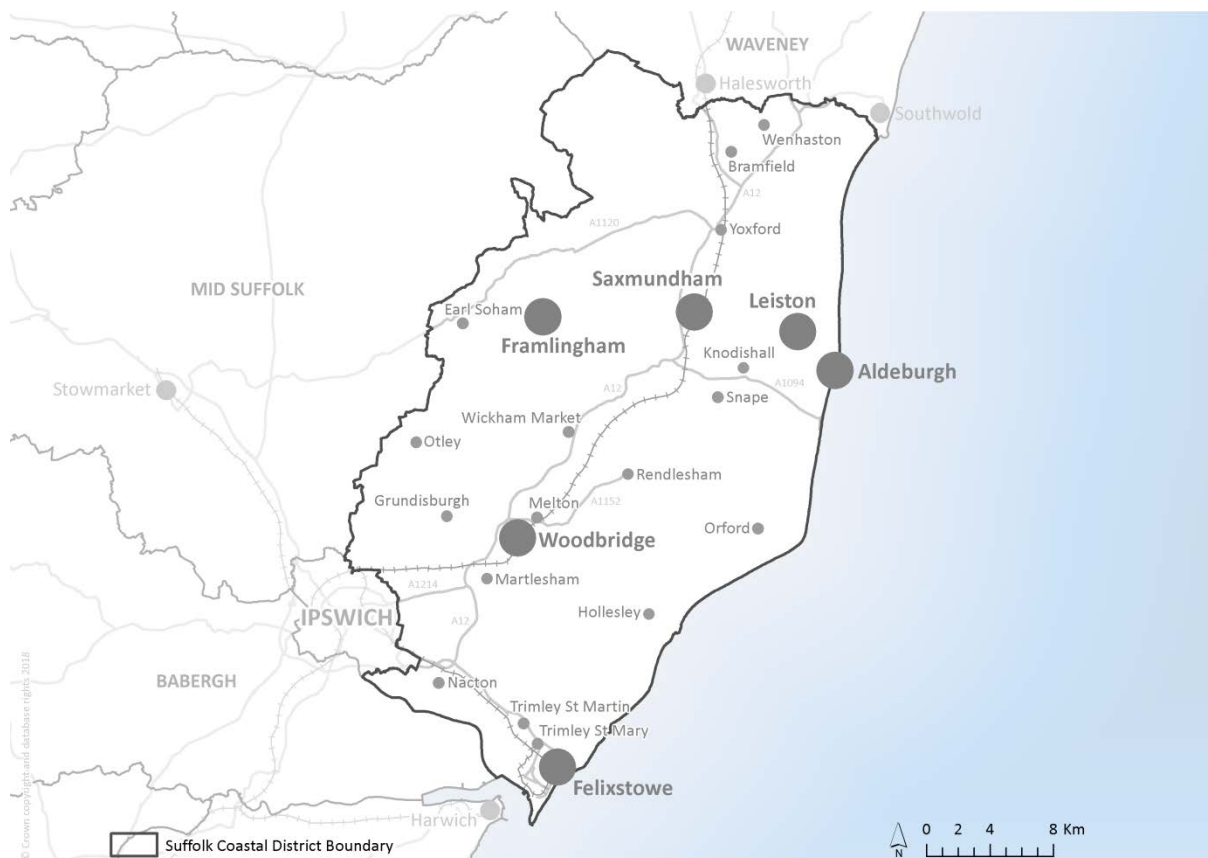 WAVENEY
Halesworth
Southwold
Wenhaston
Bramfield
A12
A1120
Yoxford
Saxmundham
MID SUFFOLK
Leiston
Earl Soham
Framlingham
Knodishall
Aldeburgh
Stowmarket
A12
A1094
Snape
Wickham Market
Otley
Rendlesham
Grundisburgh
Melton
A1152
Orford
Woodbridge
A1214
Martlesham
IPSWICH
A12
Hollesley
BABERGH
Nacton
Trimley St Martin
Trimley St Mary
Felixstowe
Harwich
© Crown copyright and database rights 2018
Suffolk Coastal District Boundary
N
0 2 4 8 Km